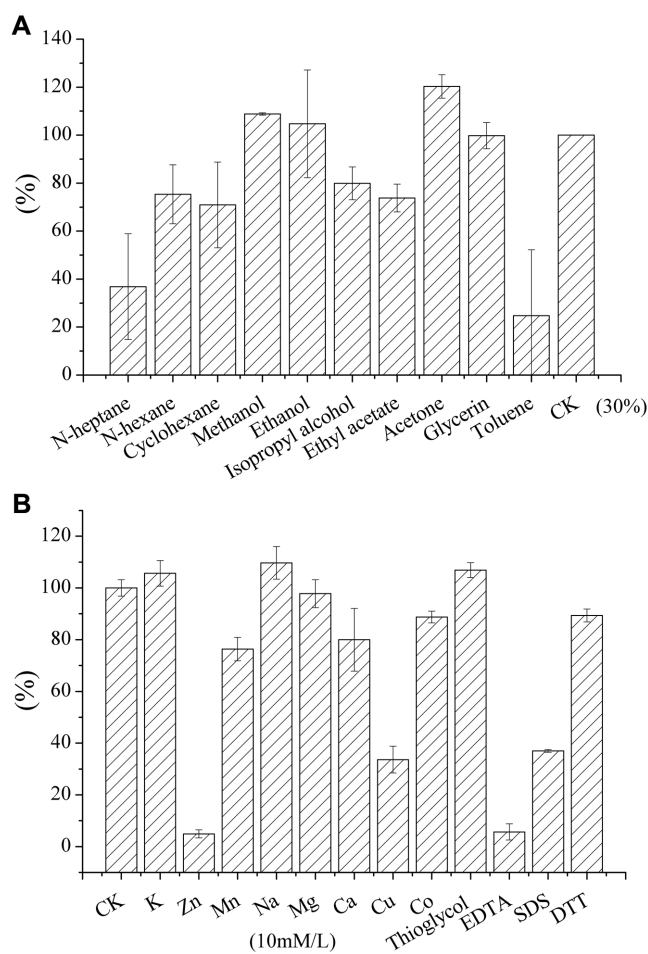 A
140
120
100
80
60
40
20
0
(%)
N-heptane
N-hexane
Cyclohexane
Methanol
Ethanol
Isopropyl alcohol
Ethyl acetate
Acetone
Glycerin
Toluene
CK
(30%)
B
120
100
80
60
40
20
0
(%)
CK
K
Zn
Mn
Na
Mg
Ca
Cu
Co
Thioglycol
EDTA
SDS
DTT
(10mM/L)